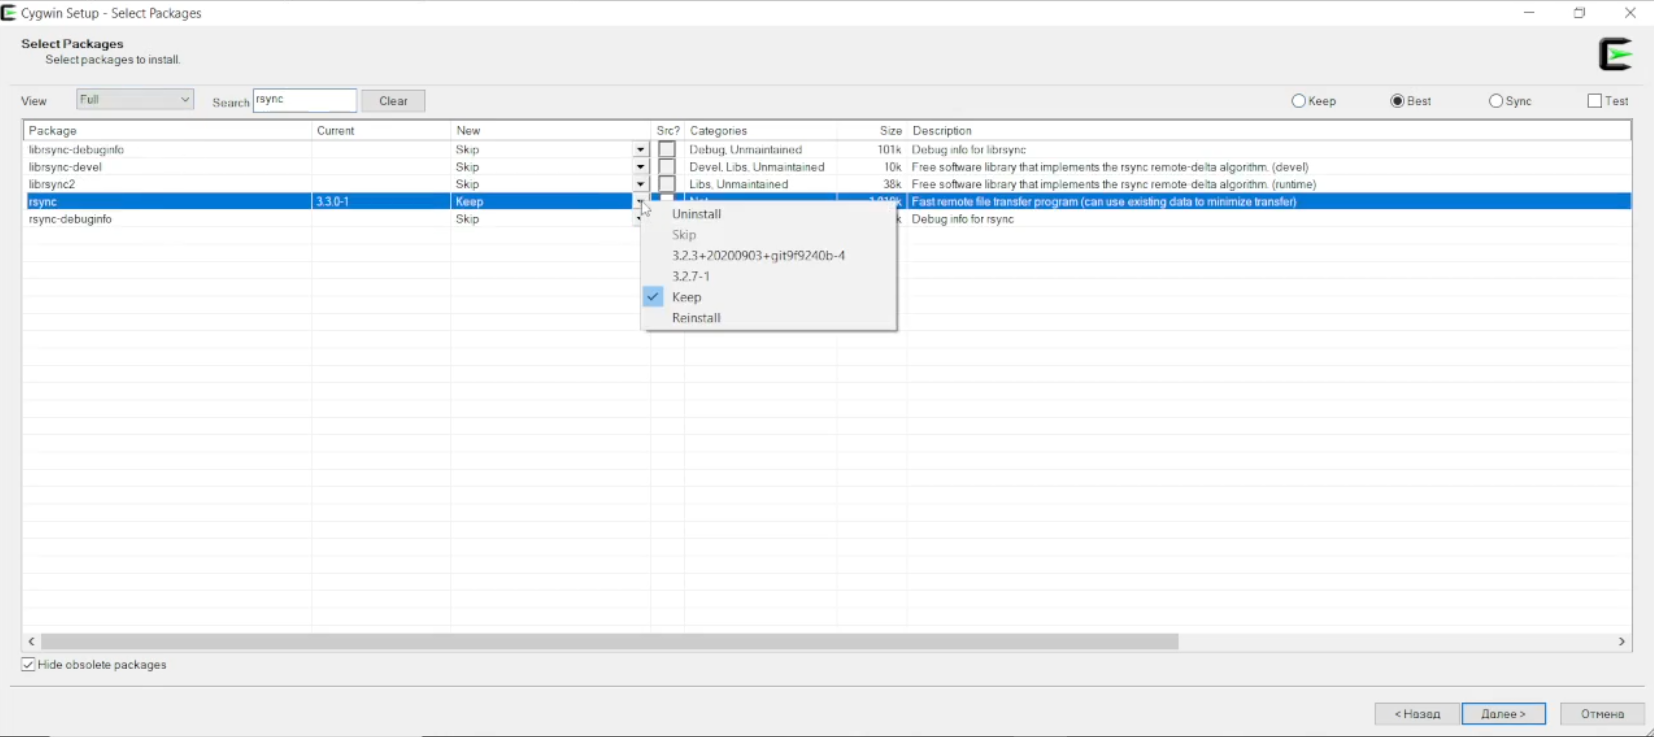 Cygwin Setup - Select Packages
Select Packages
Select packages to install.
View Full Search rsync Clear Keep Best Sync Test
Package Current New Src? Categories Size Description
librsync-debuginfo Skip Debug, Unmaintained 101k Debug info for librsync
librsync-devel Skip Devel, Libs, Unmaintained 10k Free software library that implements the rsync remote-delta algorithm. (devel)
librsync2 Skip Libs, Unmaintained 38k Free software library that implements the rsync remote-delta algorithm. (runtime)
rsync 3.3.0-1 Keep Fast remote file transfer program (can use existing data to minimize transfer)
rsync-debuginfo Skip k Debug info for rsync
Uninstall
Skip
3.2.3+20200903+git9f9240b-4
3.2.7-1
Keep
Reinstall
Hide obsolete packages
< Назад Далее > Отмена